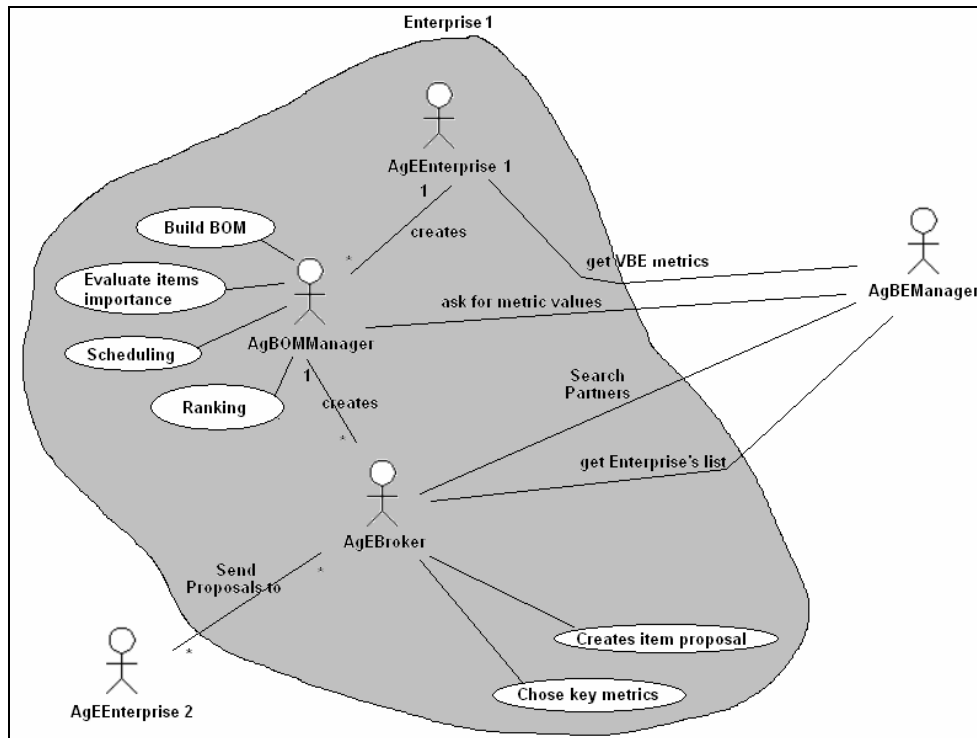 Enterprise 1
AgEEnterprise 1
1
creates
*
Build BOM
Evaluate items
importance
Scheduling
Ranking
AgBOMManager
1
creates
*
get VBE metrics
ask for metric values
AgBEManager
Search
Partners
get Enterprise's list
AgEBroker
*
Send
Proposals to
*
AgEEnterprise 2
Creates item proposal
Chose key metrics